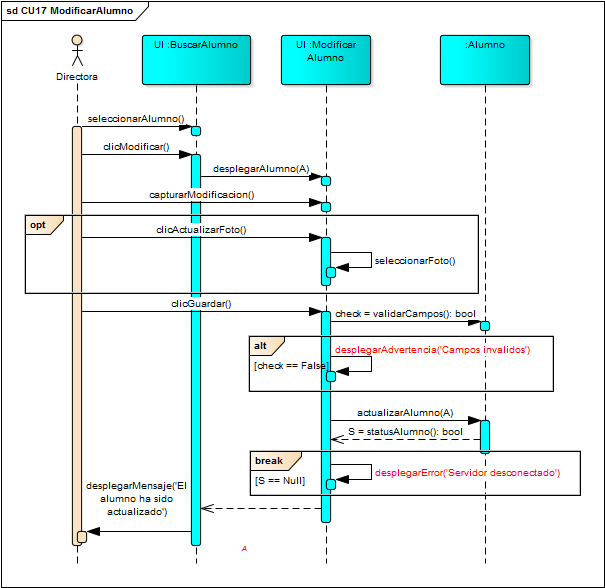 sd CU17 ModificarAlumno
Directora
UI :BuscarAlumno
UI :Modificar
Alumno
:Alumno
seleccionarAlumno()
clicModificar()
desplegarAlumno(A)
capturarModificacion()
opt
clicActualizarFoto()
seleccionarFoto()
clicGuardar()
check = validarCampos(): bool
alt
desplegarAdvertencia('Campos invalidos')
[check == False]
actualizarAlumno(A)
S = statusAlumno(): bool
break
desplegarError('Servidor desconectado')
[S == Null]
desplegarMensaje('El
alumno ha sido
actualizado')
A